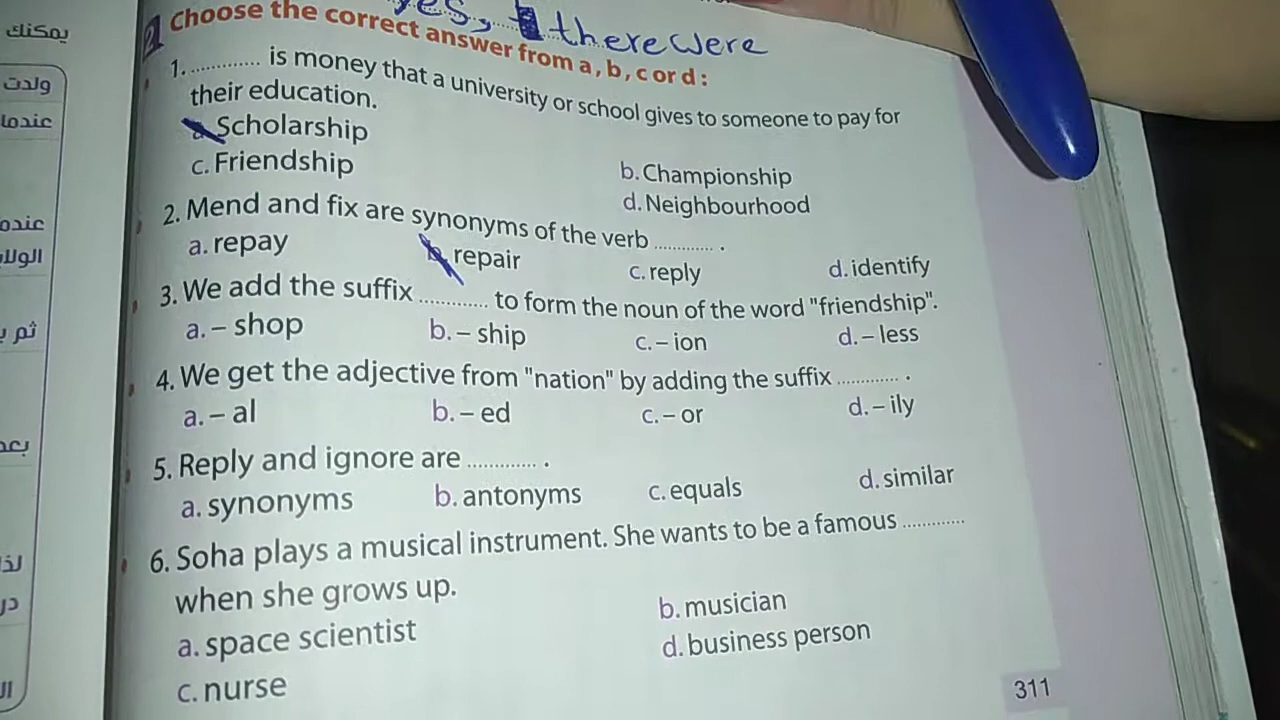 yes, there were
2 Choose the correct answer from a, b, c or d :
1. ............. is money that a university or school gives to someone to pay for
their education.
a. Scholarship
b. Championship
c. Friendship
d. Neighbourhood
2. Mend and fix are synonyms of the verb ............. .
a. repay b. repair c. reply d. identify
3. We add the suffix ............. to form the noun of the word "friendship".
a. – shop b. – ship c. – ion d. – less
4. We get the adjective from "nation" by adding the suffix ............. .
a. – al b. – ed c. – or d. – ily
5. Reply and ignore are ............. .
a. synonyms b. antonyms c. equals d. similar
6. Soha plays a musical instrument. She wants to be a famous .............
when she grows up.
a. space scientist b. musician
c. nurse d. business person
311
يمكنك
ولدت
عندما